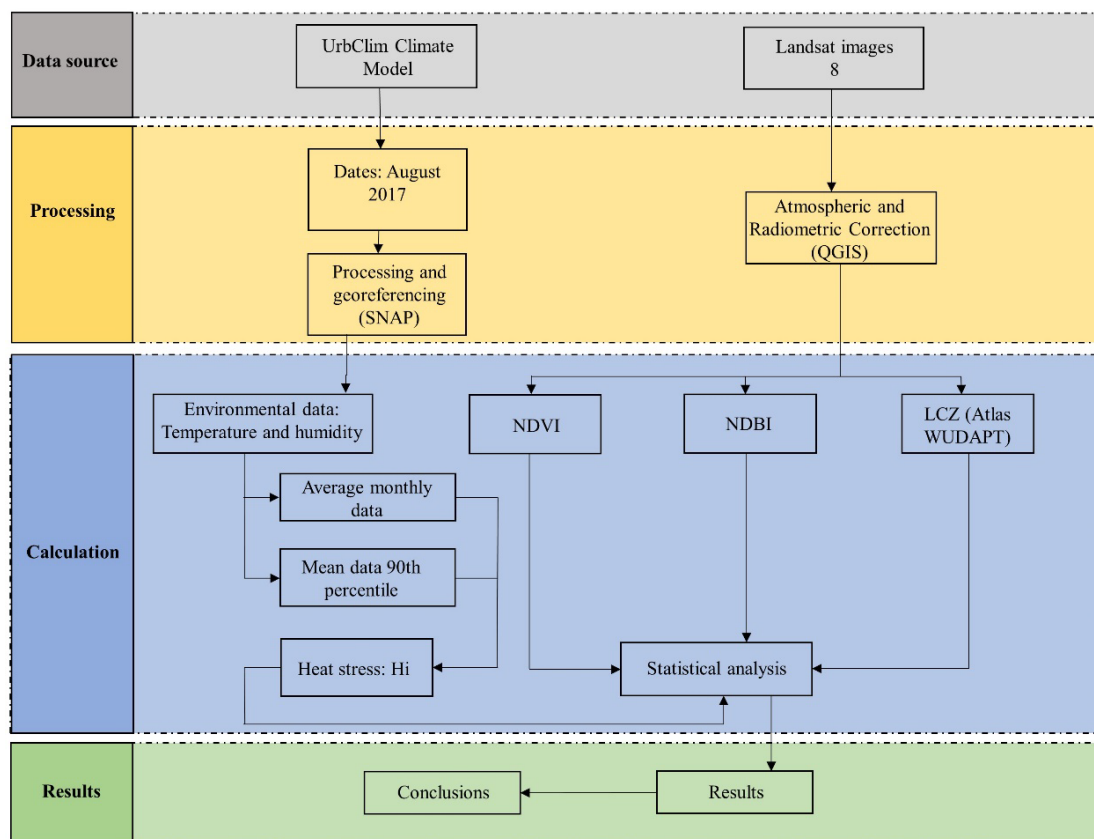 Data source
UrbClim Climate
Model
Landsat images
8
Processing
Dates: August
2017
Processing and
georeferencing
(SNAP)
Atmospheric and
Radiometric Correction
(QGIS)
Calculation
Environmental data:
Temperature and humidity
NDVI
NDBI
LCZ (Atlas
WUDAPT)
Average monthly
data
Mean data 90th
percentile
Heat stress: Hi
Statistical analysis
Results
Conclusions
Results